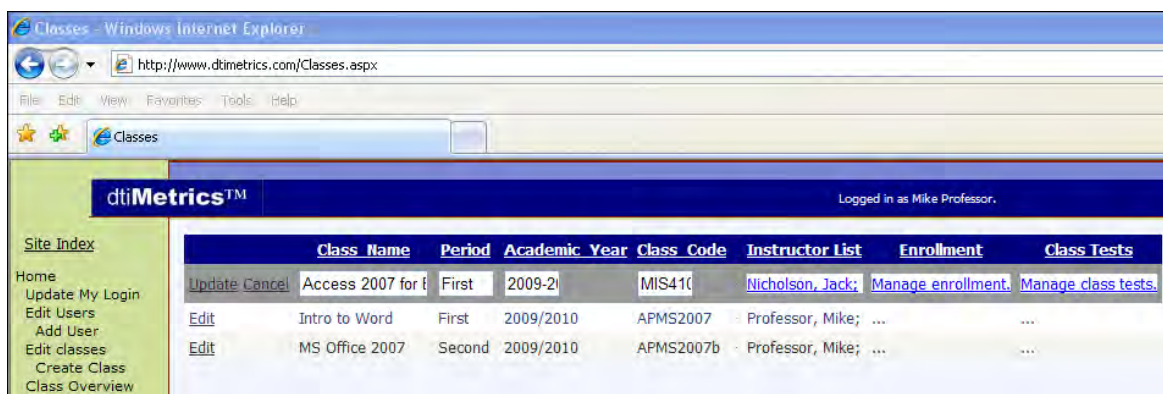 Classes - Windows Internet Explorer
http://www.dtimetrics.com/Classes.aspx
File Edit View Favorites Tools Help
Classes
dtiMetrics™
Logged in as Mike Professor.
Site Index
Class Name Period Academic Year Class Code Instructor List Enrollment Class Tests
Home
Update Cancel Access 2007 for First 2009-2 MIS41 Nicholson, Jack; Manage enrollment. Manage class tests.
Update My Login
Edit Users
Edit Intro to Word First 2009/2010 APMS2007 Professor, Mike; ... ...
Add User
Edit classes
Edit MS Office 2007 Second 2009/2010 APMS2007b Professor, Mike; ... ...
Create Class
Class Overview